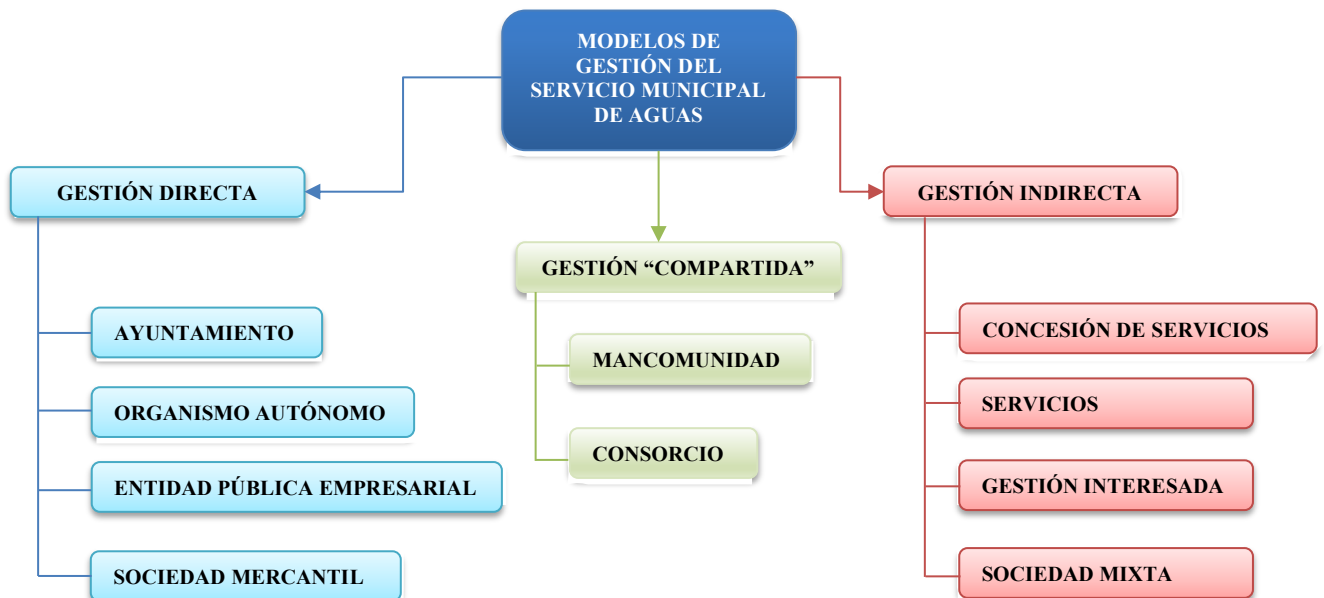 MODELOS DE
GESTIÓN DEL
SERVICIO MUNICIPAL
DE AGUAS
GESTIÓN DIRECTA
AYUNTAMIENTO
ORGANISMO AUTÓNOMO
ENTIDAD PÚBLICA EMPRESARIAL
SOCIEDAD MERCANTIL
GESTIÓN “COMPARTIDA”
MANCOMUNIDAD
CONSORCIO
GESTIÓN INDIRECTA
CONCESIÓN DE SERVICIOS
SERVICIOS
GESTIÓN INTERESADA
SOCIEDAD MIXTA